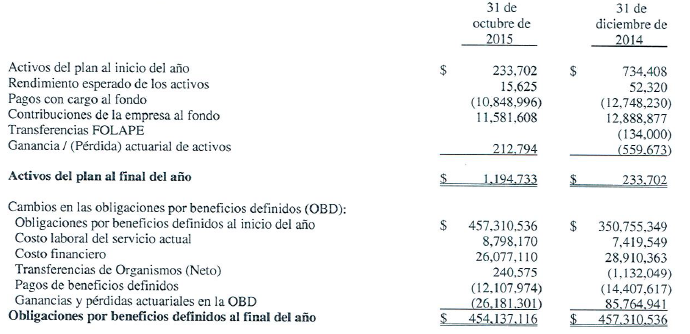 31 de octubre de 2015 31 de diciembre de 2014
Activos del plan al inicio del año $ 233,702 $ 734,408
Rendimiento esperado de los activos 15,625 52,320
Pagos con cargo al fondo (10,848,996) (12,748,230)
Contribuciones de la empresa al fondo 11,581,608 12,888,877
Transferencias FOLAPE (134,000)
Ganancia / (Pérdida) actuarial de activos 212,794 (559,673)
Activos del plan al final del año $ 1,194,733 $ 233,702
Cambios en las obligaciones por beneficios definidos (OBD):
Obligaciones por beneficios definidos al inicio del año $ 457,310,536 $ 350,755,349
Costo laboral del servicio actual 8,798,170 7,419,549
Costo financiero 26,077,110 28,910,363
Transferencias de Organismos (Neto) 240,575 (1,132,049)
Pagos de beneficios definidos (12,107,974) (14,407,617)
Ganancias y pérdidas actuariales en la OBD (26,181,301) 85,764,941
Obligaciones por beneficios definidos al final del año $ 454,137,116 $ 457,310,536